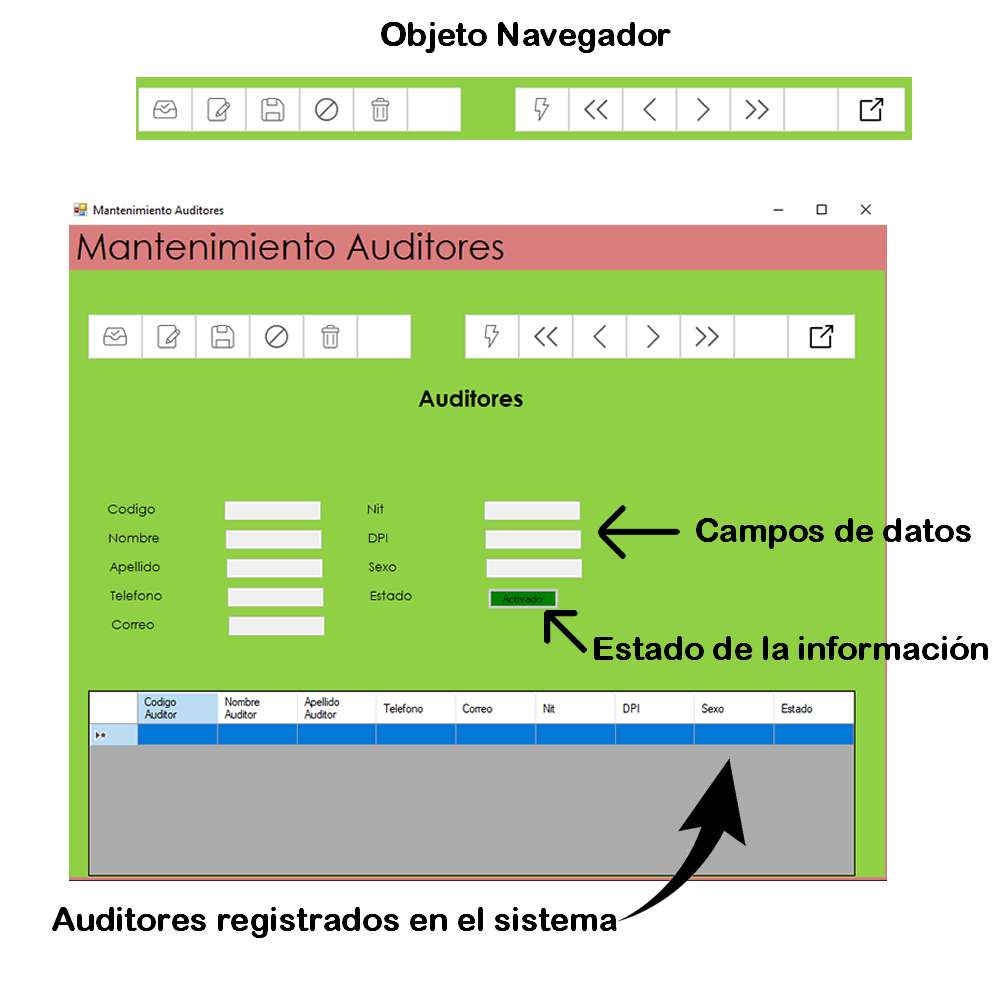 Objeto Navegador
Mantenimiento Auditores
Mantenimiento Auditores
Auditores
Codigo
Nit
Nombre
DPI
Apellido
Sexo
Telefono
Estado
Activado
Correo
Campos de datos
Estado de la información
Codigo Auditor
Nombre Auditor
Apellido Auditor
Telefono
Correo
Nit
DPI
Sexo
Estado
Auditores registrados en el sistema